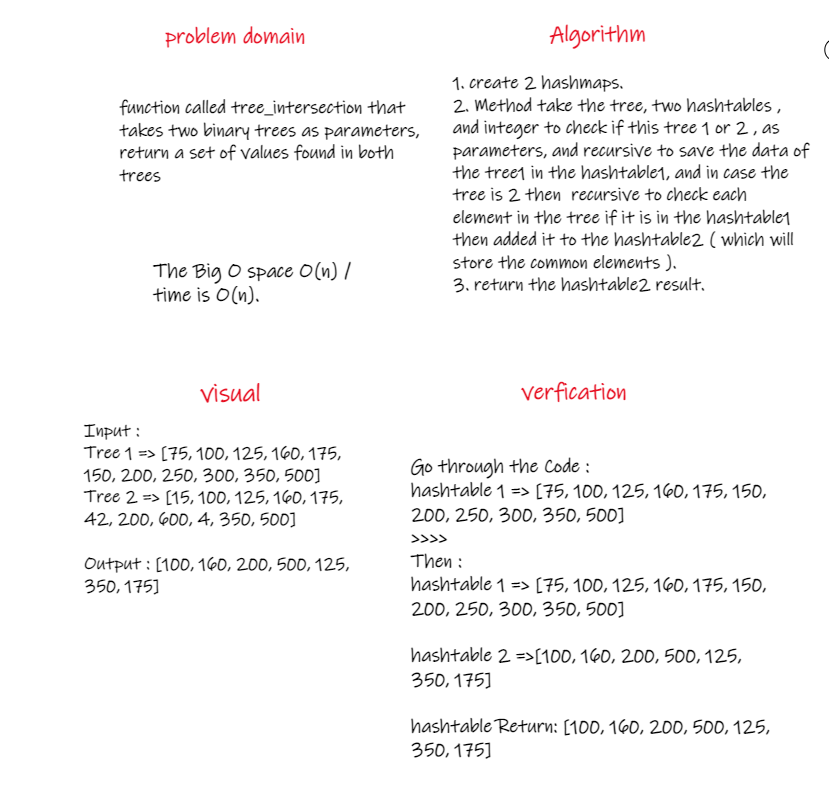 problem domain
function called tree_intersection that
takes two binary trees as parameters,
return a set of values found in both
trees
The Big O space O(n) /
time is O(n).
Algorithm
1. create 2 hashmaps.
2. Method take the tree, two hashtables ,
and integer to check if this tree 1 or 2 , as
parameters, and recursive to save the data of
the tree1 in the hashtable1, and in case the
tree is 2 then recursive to check each
element in the tree if it is in the hashtable1
then added it to the hashtable2 ( which will
store the common elements ).
3. return the hashtable2 result.
visual
Input :
Tree 1 => [75, 100, 125, 160, 175,
150, 200, 250, 300, 350, 500]
Tree 2 => [15, 100, 125, 160, 175,
42, 200, 600, 4, 350, 500]
Output : [100, 160, 200, 500, 125,
350, 175]
verfication
Go through the Code :
hashtable 1 => [75, 100, 125, 160, 175, 150,
200, 250, 300, 350, 500]
>>>>
Then :
hashtable 1 => [75, 100, 125, 160, 175, 150,
200, 250, 300, 350, 500]
hashtable 2 =>[100, 160, 200, 500, 125,
350, 175]
hashtable Return: [100, 160, 200, 500, 125,
350, 175]